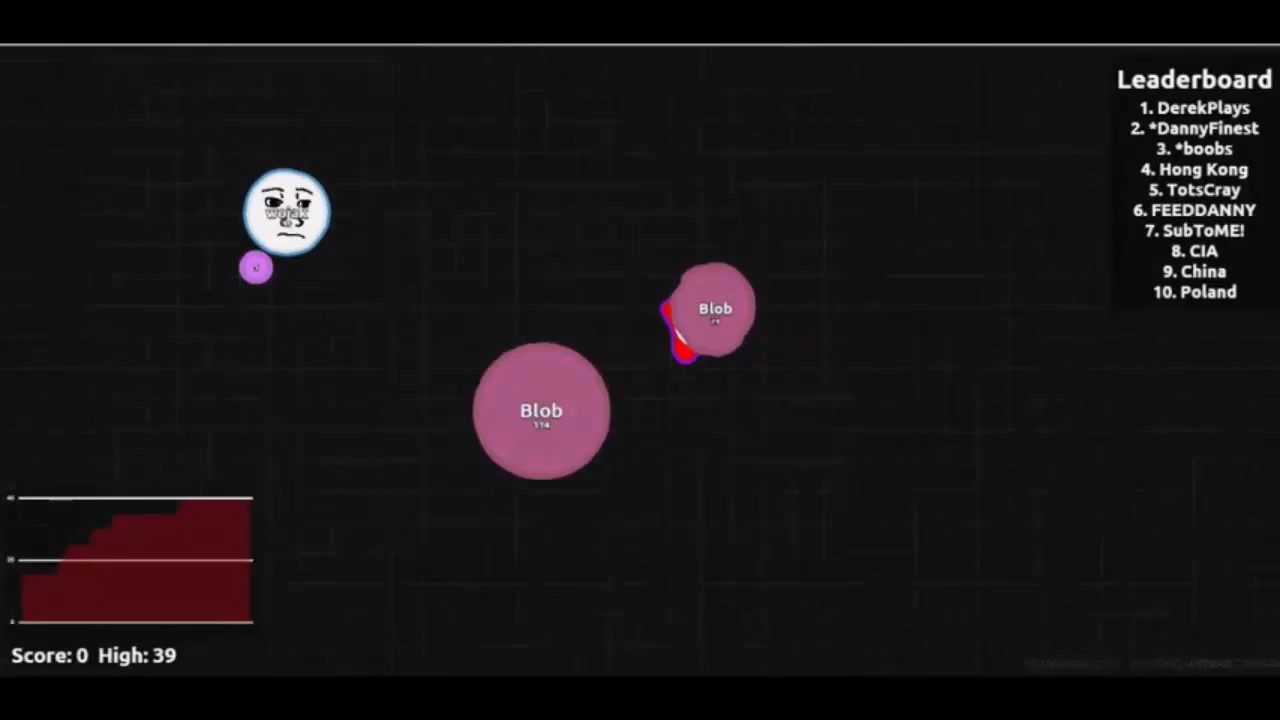 Leaderboard
1. DerekPlays
2. *DannyFinest
3. *boobs
4. Hong Kong
5. TotsCray
6. FEEDDANNY
7. SubToME!
8. CIA
9. China
10. Poland
wojak
Blob
Blob
114
Score: 0 High: 39